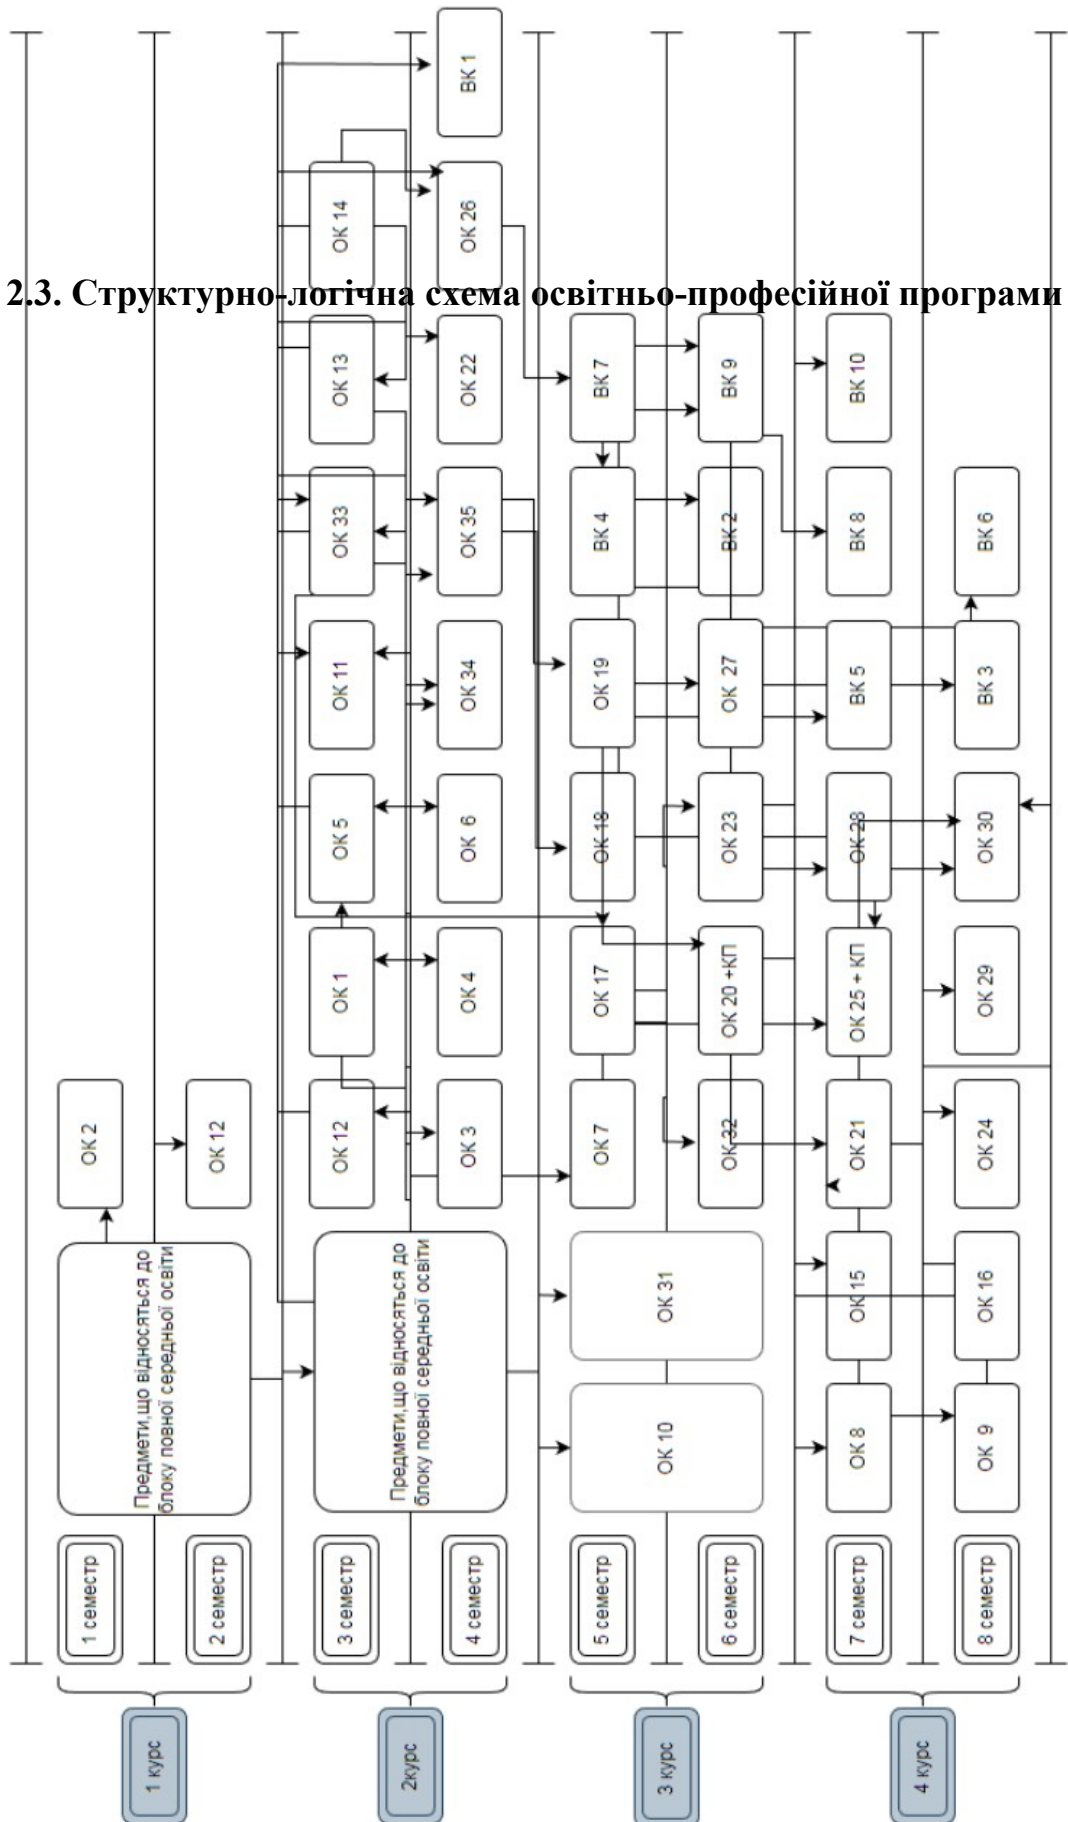 2.3. Структурно-логічна схема освітньо-професійної програми
1 курс
1 семестр
Предмети,що відносяться до
блоку повної середньої освіти
ОК 2
2 семестр
ОК 12
2курс
3 семестр
Предмети,що відносяться до
блоку повної середньої освіти
ОК 12
ОК 1
ОК 5
ОК 11
ОК 33
ОК 13
ОК 14
4 семестр
ОК 3
ОК 4
ОК 6
ОК 34
ОК 35
ОК 22
ОК 26
ВК 1
3 курс
5 семестр
ОК 10
ОК 31
ОК 7
ОК 17
ОК 18
ОК 19
ВК 4
ВК 7
6 семестр
ОК 32
ОК 20 +КП
ОК 23
ОК 27
ВК 2
ВК 9
4 курс
7 семестр
ОК 8
ОК 15
ОК 21
ОК 25 + КП
ОК 28
ВК 5
ВК 8
ВК 10
8 семестр
ОК 9
ОК 16
ОК 24
ОК 29
ОК 30
ВК 3
ВК 6